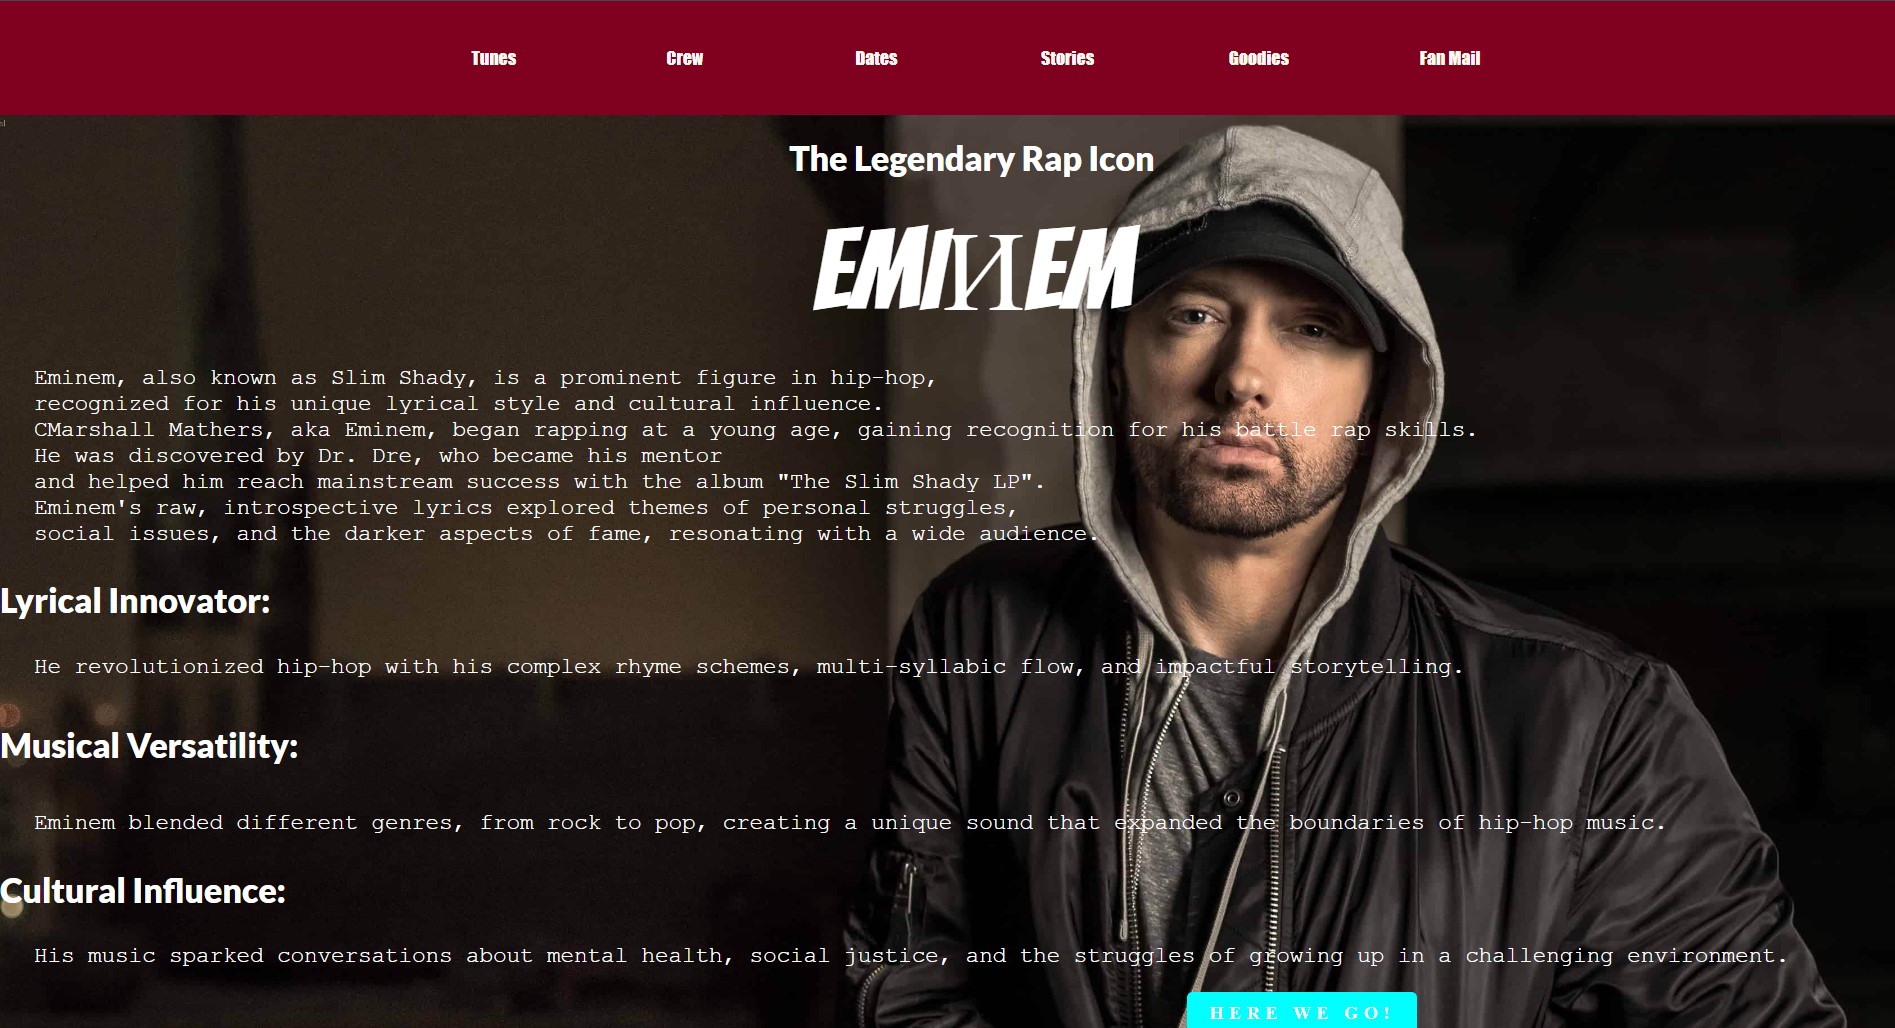 Tunes Crew Dates Stories Goodies Fan Mail
The Legendary Rap Icon
EMIИEM
Eminem, also known as Slim Shady, is a prominent figure in hip-hop,
recognized for his unique lyrical style and cultural influence.
CMarshall Mathers, aka Eminem, began rapping at a young age, gaining recognition for his battle rap skills.
He was discovered by Dr. Dre, who became his mentor
and helped him reach mainstream success with the album "The Slim Shady LP".
Eminem's raw, introspective lyrics explored themes of personal struggles,
social issues, and the darker aspects of fame, resonating with a wide audience.
Lyrical Innovator:
He revolutionized hip-hop with his complex rhyme schemes, multi-syllabic flow, and impactful storytelling.
Musical Versatility:
Eminem blended different genres, from rock to pop, creating a unique sound that expanded the boundaries of hip-hop music.
Cultural Influence:
His music sparked conversations about mental health, social justice, and the struggles of growing up in a challenging environment.
HERE WE GO!